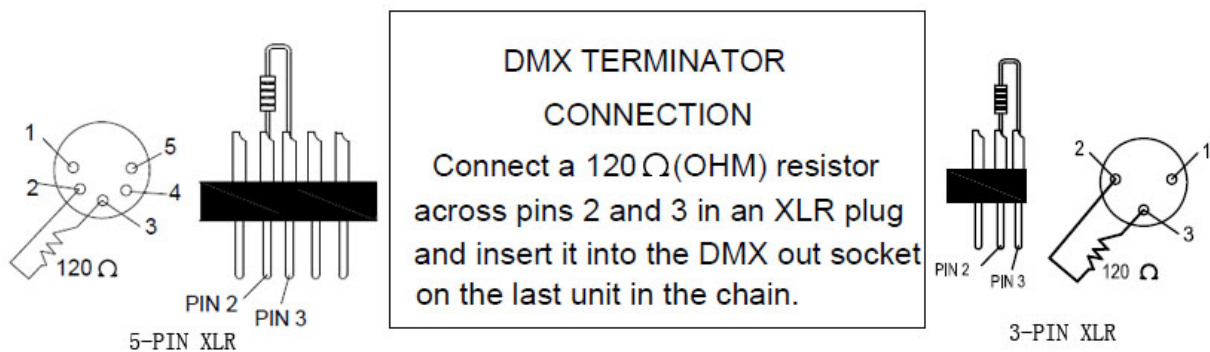 1
5
2
4
3
120 Ω
PIN 2
PIN 3
5-PIN XLR
DMX TERMINATOR
CONNECTION
Connect a 120 Ω(OHM) resistor
across pins 2 and 3 in an XLR plug
and insert it into the DMX out socket
on the last unit in the chain.
2
1
3
PIN 2
PIN 3
120 Ω
3-PIN XLR